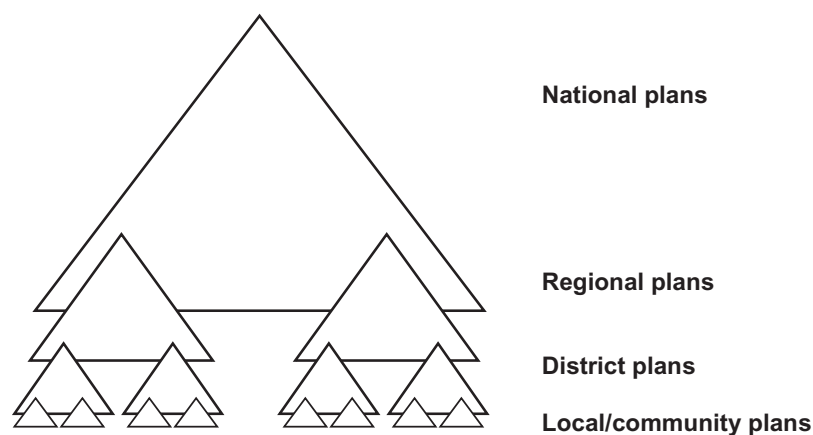 National plans
Regional plans
District plans
Local/community plans